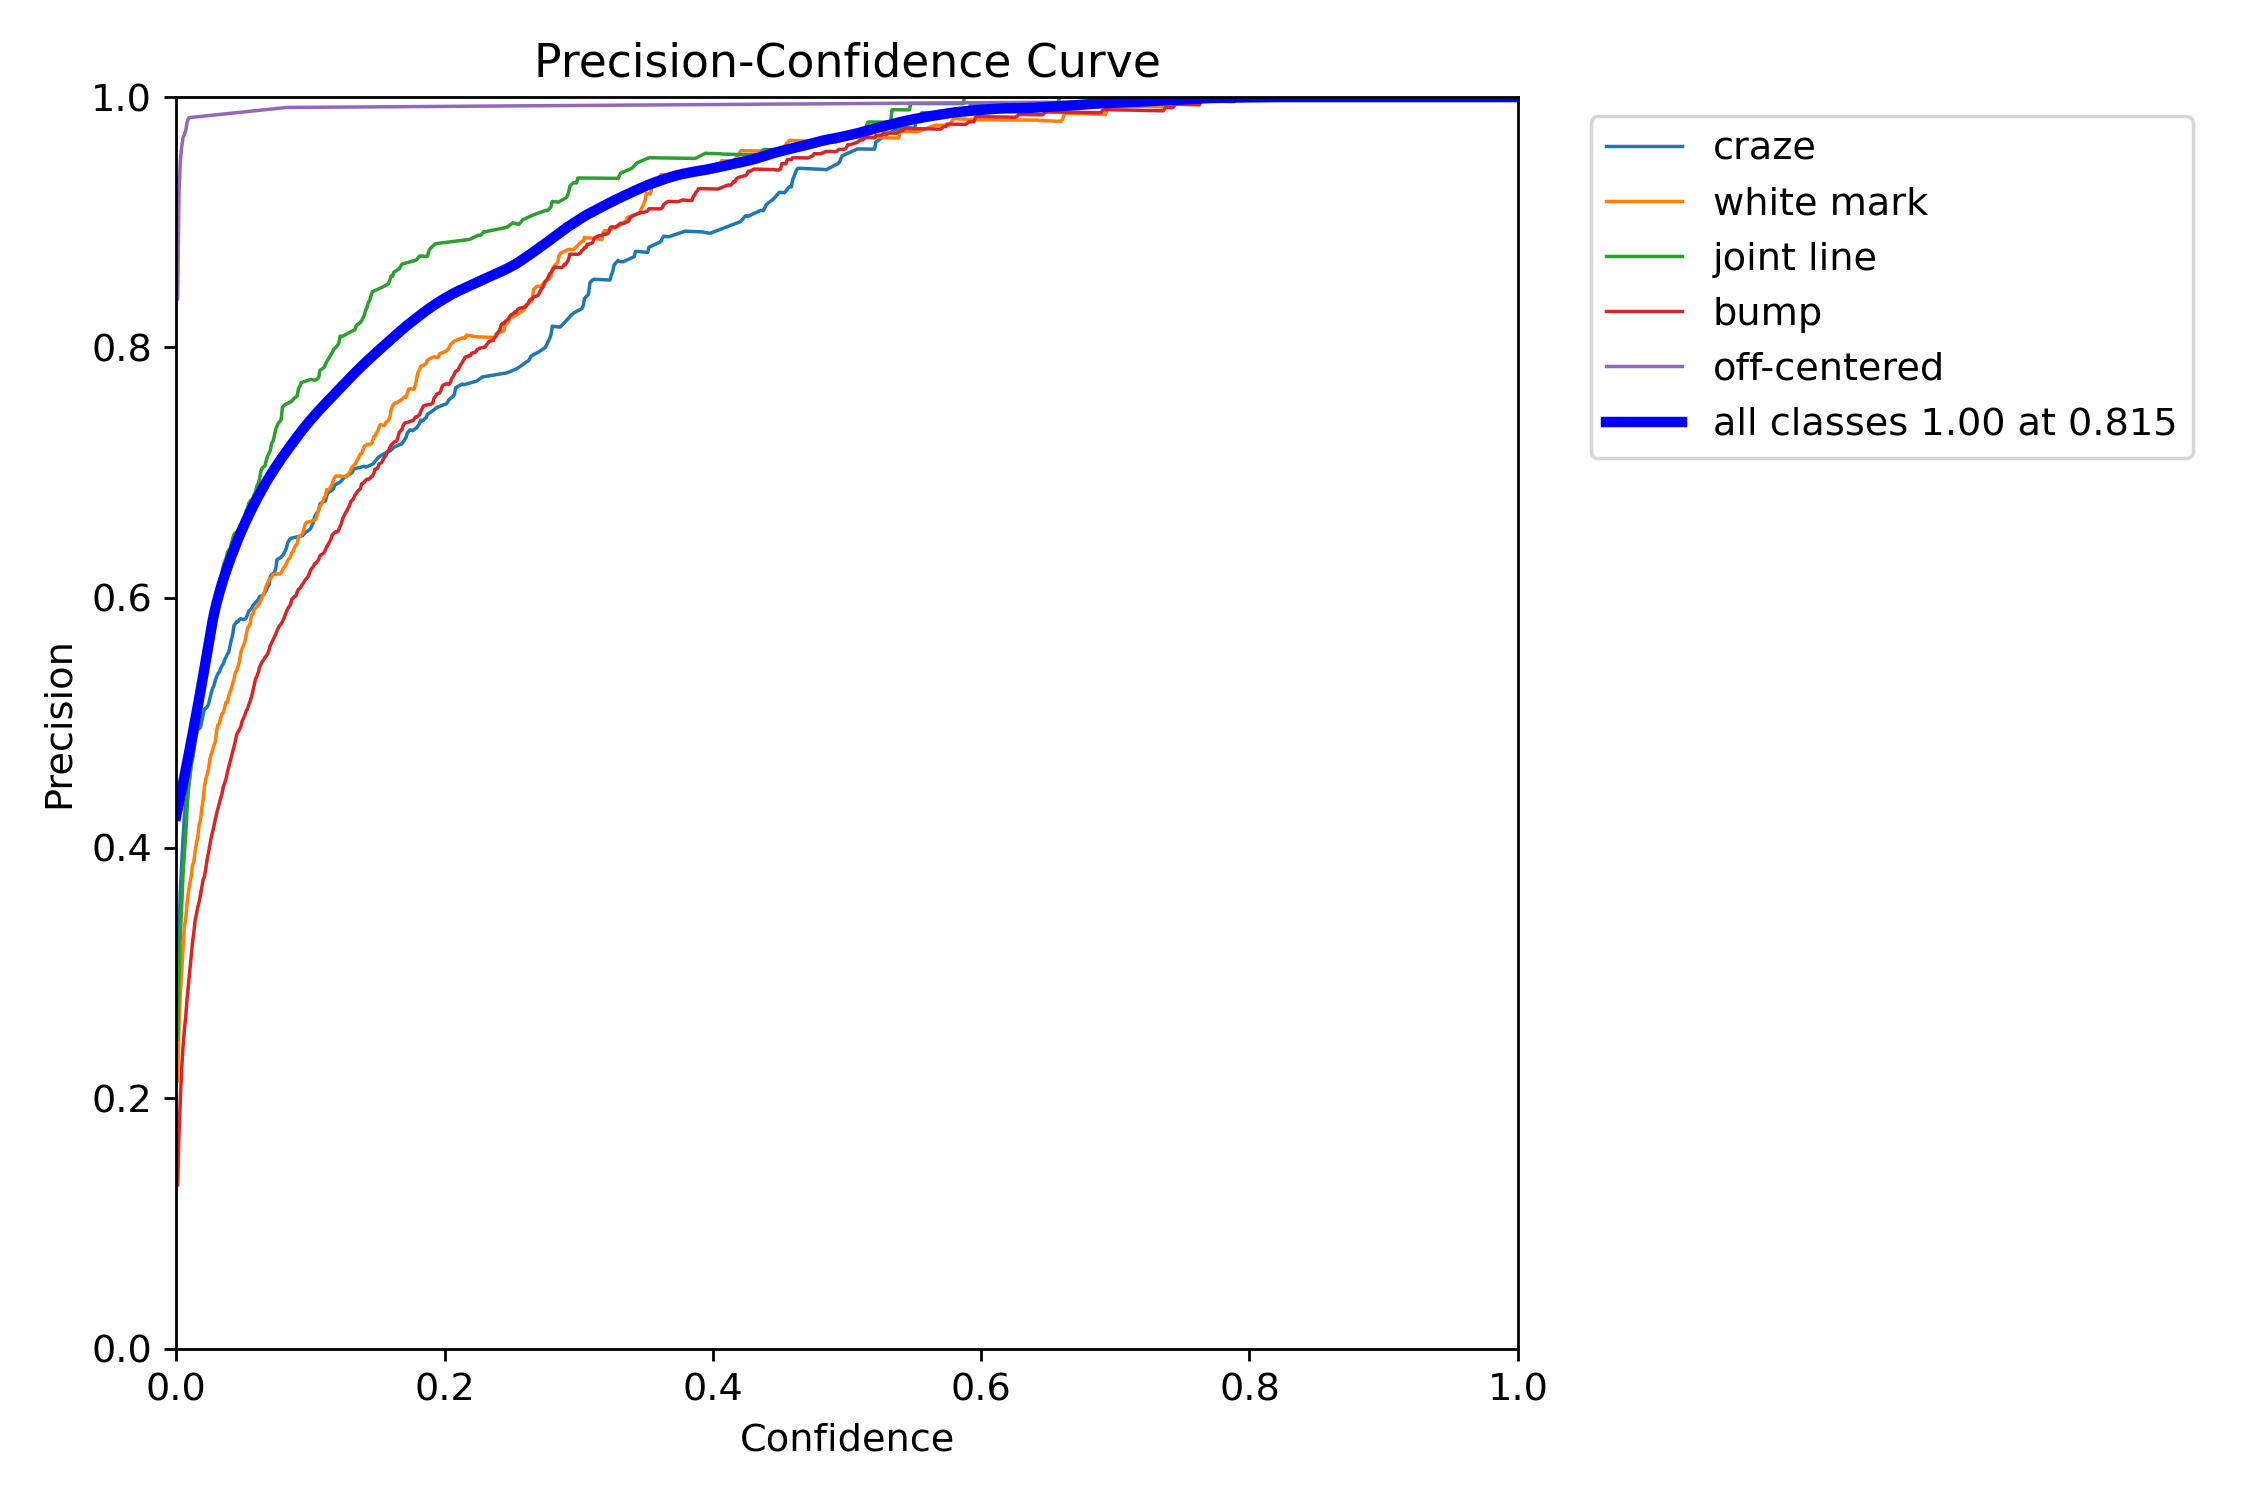 Precision-Confidence Curve
1.0
0.8
0.6
0.4
0.2
0.0
Precision
0.0 0.2 0.4 0.6 0.8 1.0
Confidence
craze
white mark
joint line
bump
off-centered
all classes 1.00 at 0.815